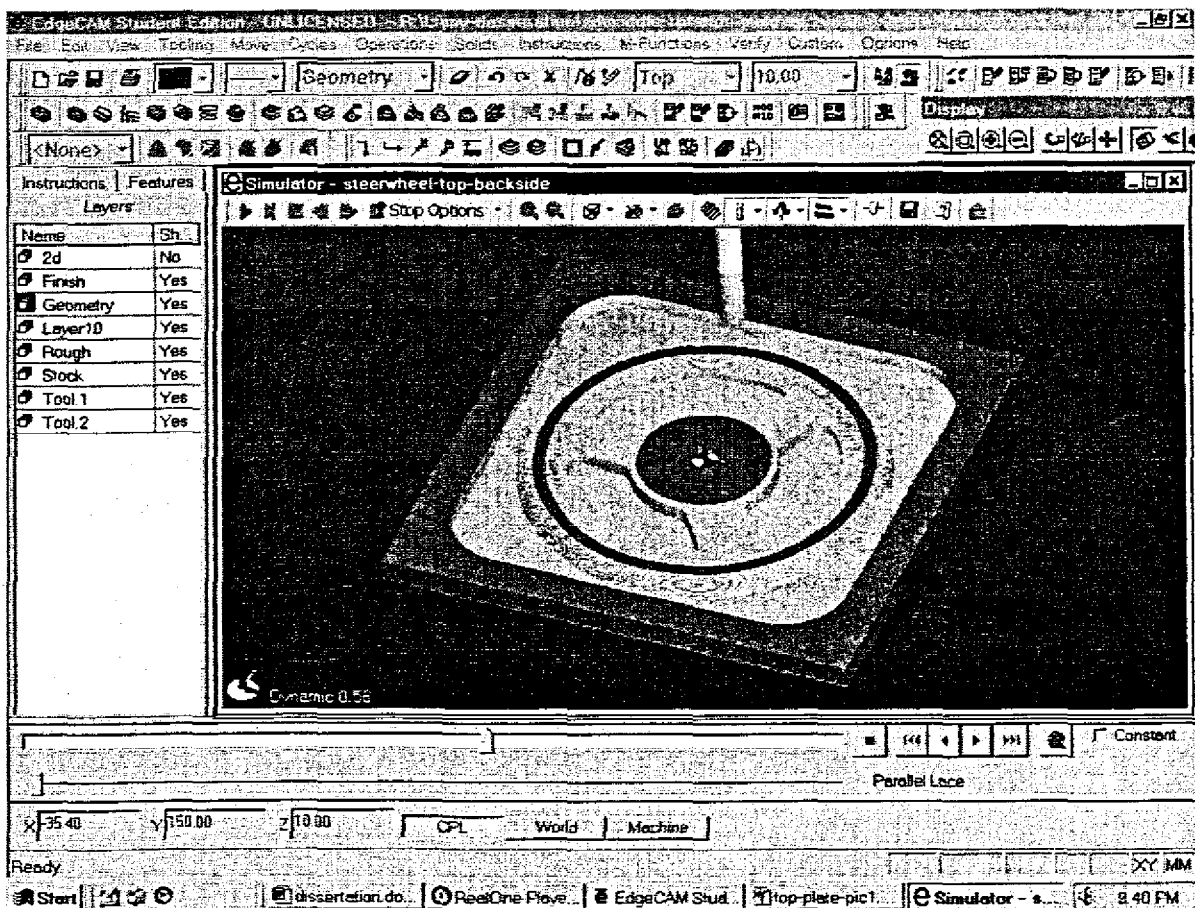 EdgeCAM Student Edition - UNLICENSED -
File Edit View Tooling Move Cycles Operations Solids Instructions M-Functions Verify Custom Options Help
Geometry Top 10.00
Display
<None>
Instructions Features
Layers
Simulator - steerwheel-top-backside
Stop Options
Name Sh...
2d No
Finish Yes
Geometry Yes
Layer10 Yes
Rough Yes
Stock Yes
Tool.1 Yes
Tool.2 Yes
Dynamic 0.56
Constant
Parallel Lace
X -35.40 Y 150.00 Z 10.00 CPL World Machine
Ready XY MM
Start dissertation.do... EdgeCAM Stud... top-plate-pic1... Simulator - s... 8:40 PM